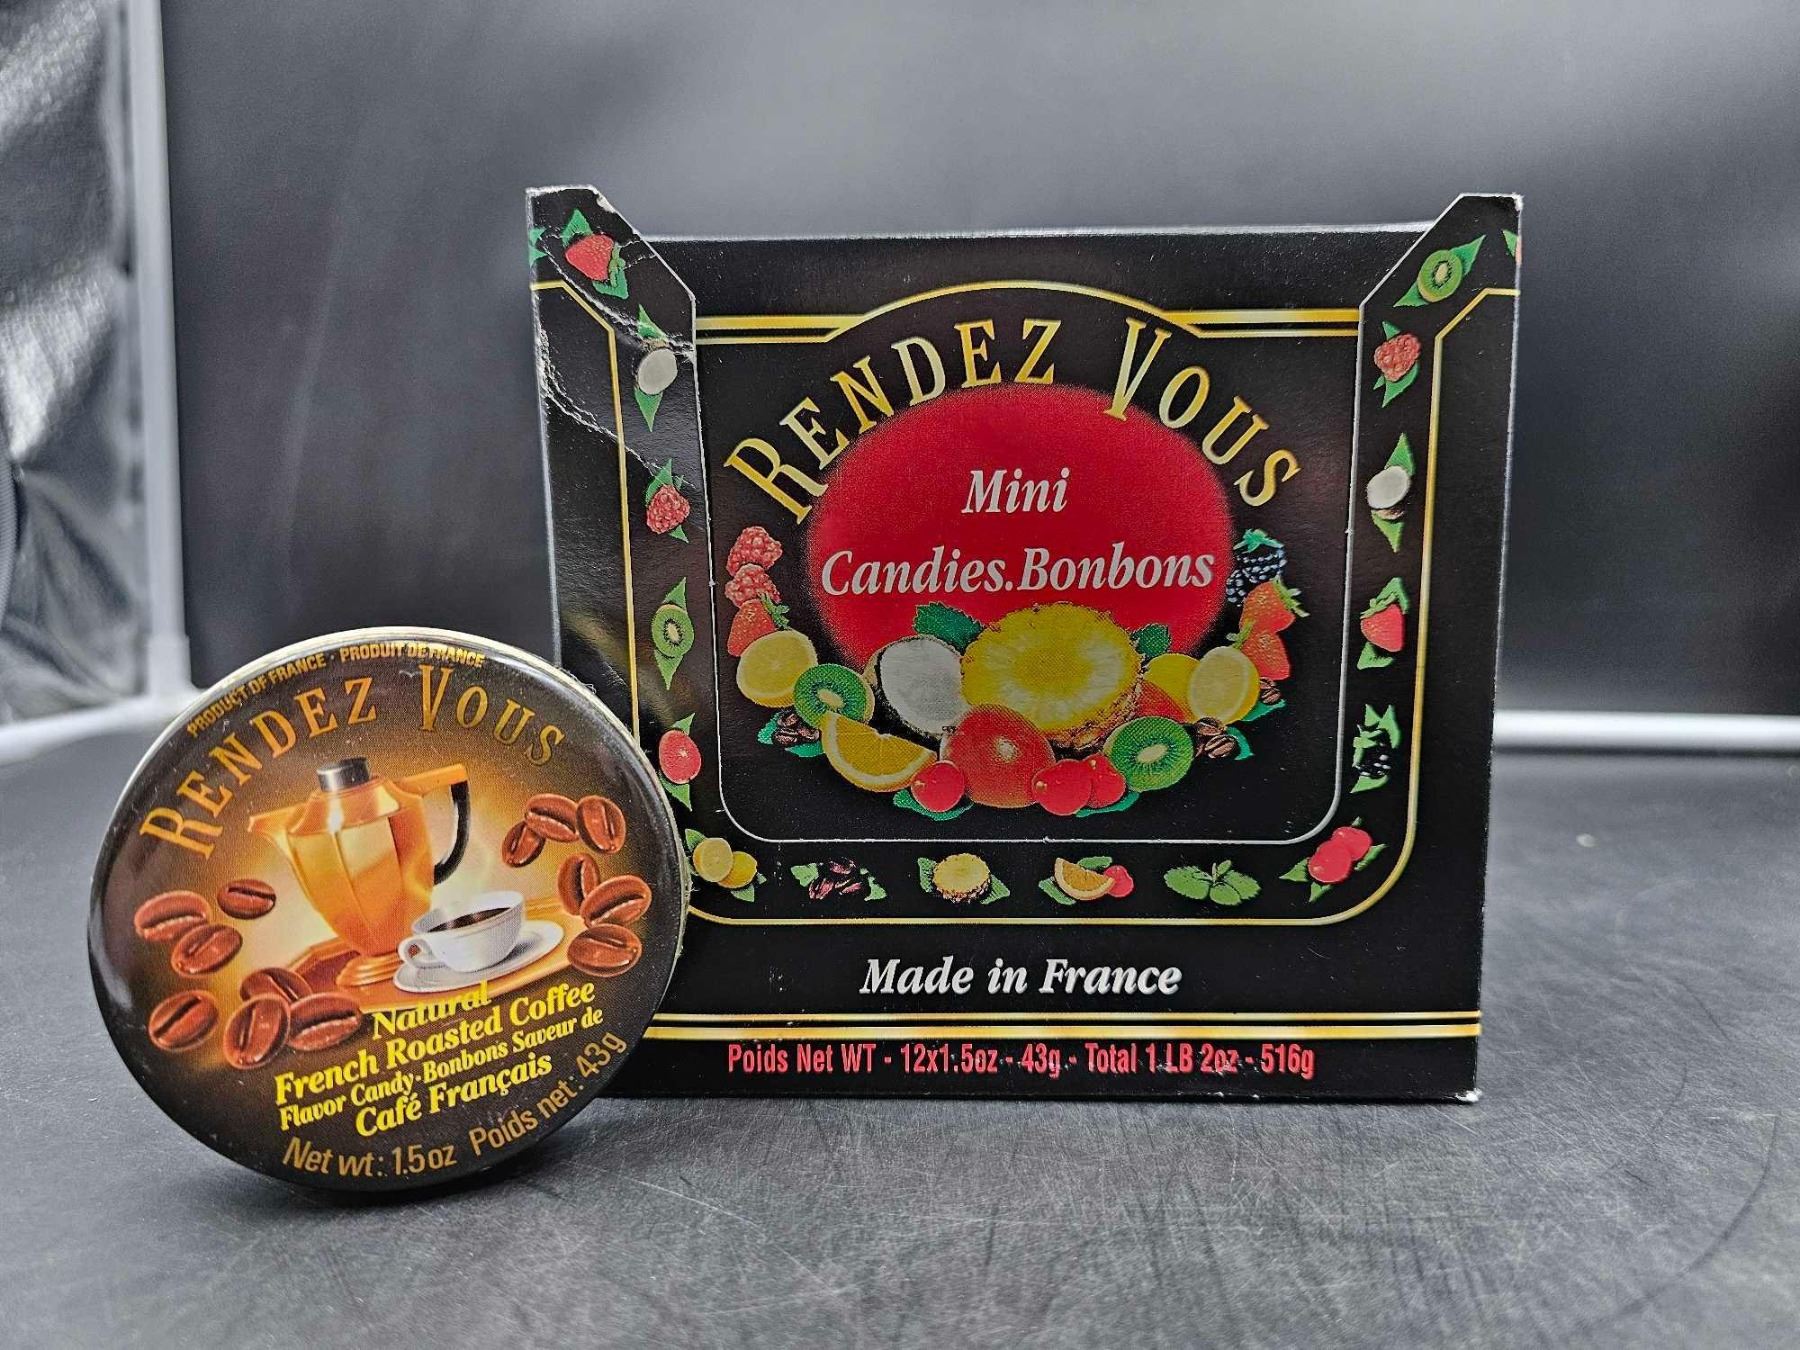 RENDEZ VOUS
Mini
Candies.Bonbons
Made in France
Poids Net WT - 12x1.5oz - 43g - Total 1 LB 2oz - 516g
PRODUCT OF FRANCE · PRODUIT DE FRANCE
RENDEZ VOUS
Natural
French Roasted Coffee
Flavor Candy·Bonbons Saveur de
Café Français
Net wt: 1.5oz Poids net: 43g